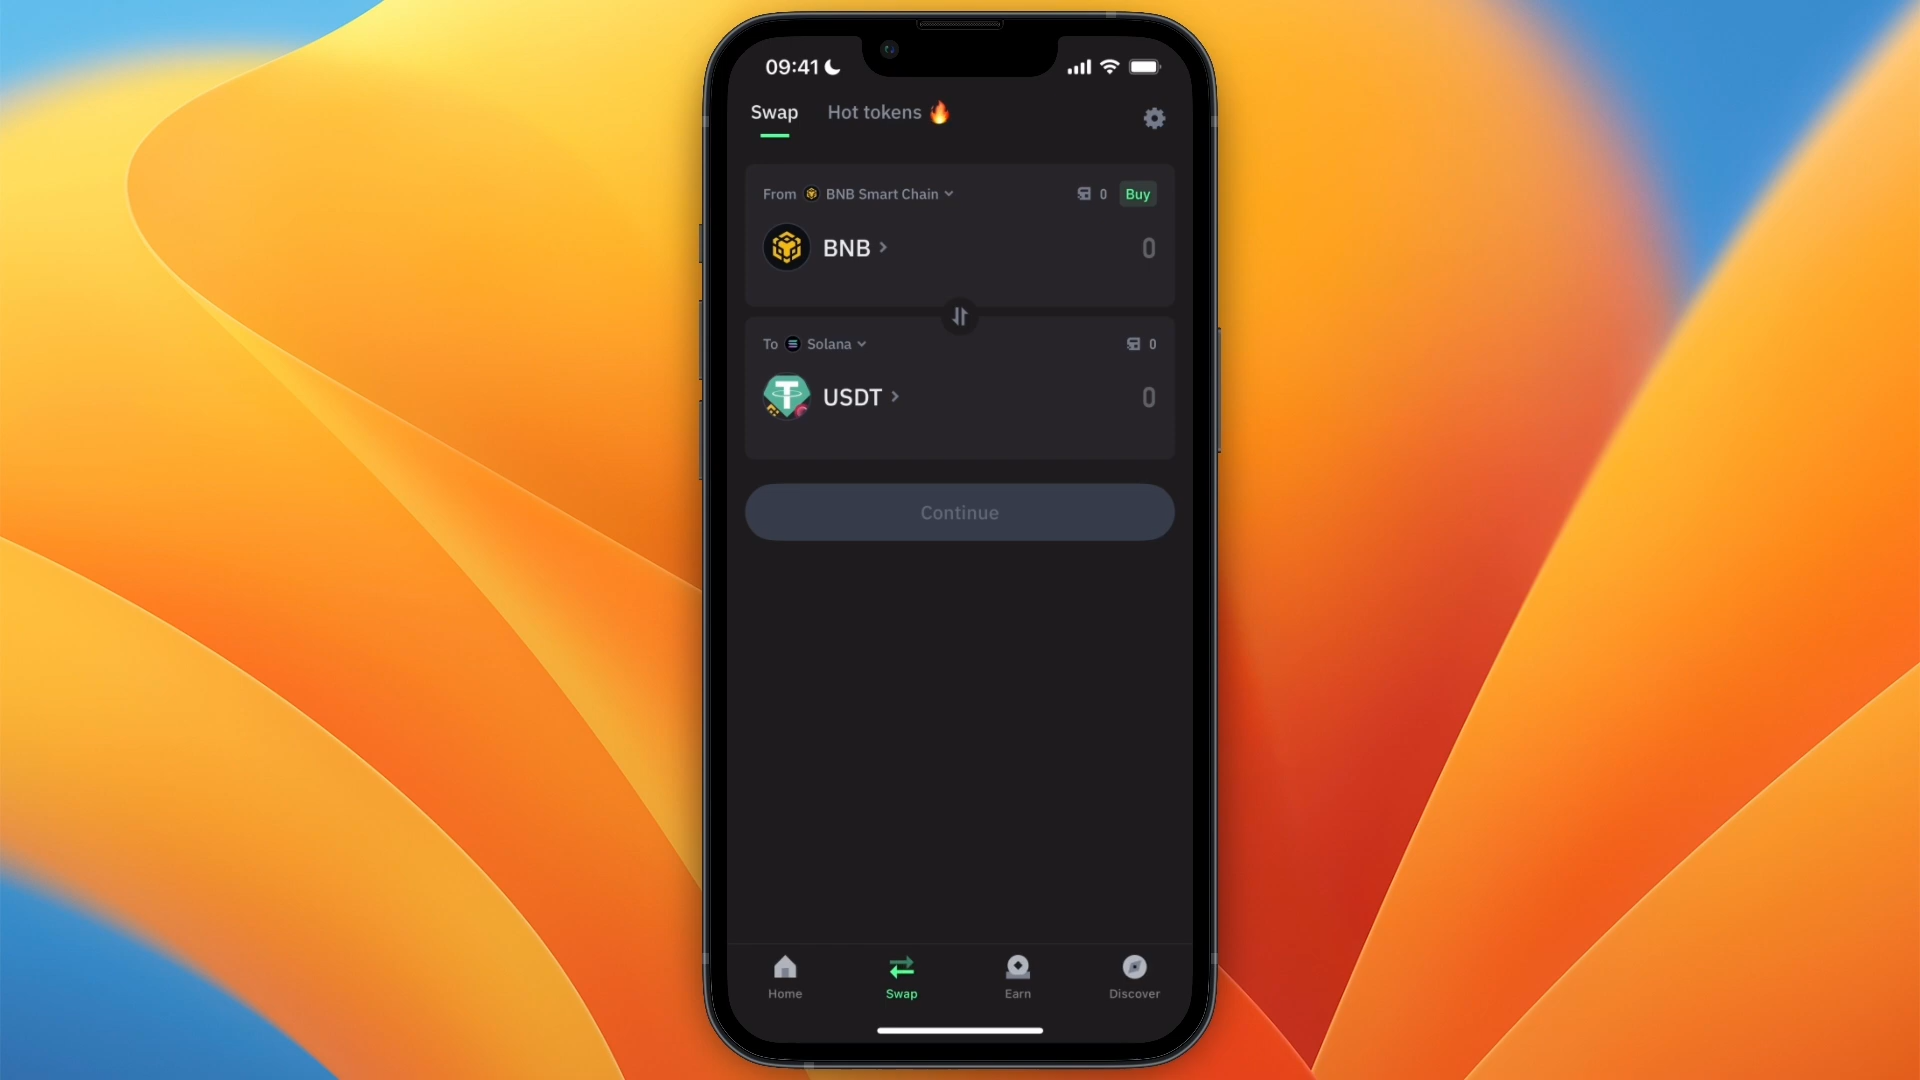 09:41
Swap Hot tokens 🔥
From BNB Smart Chain 0 Buy
BNB 0
To Solana 0
USDT 0
Continue
Home Swap Earn Discover